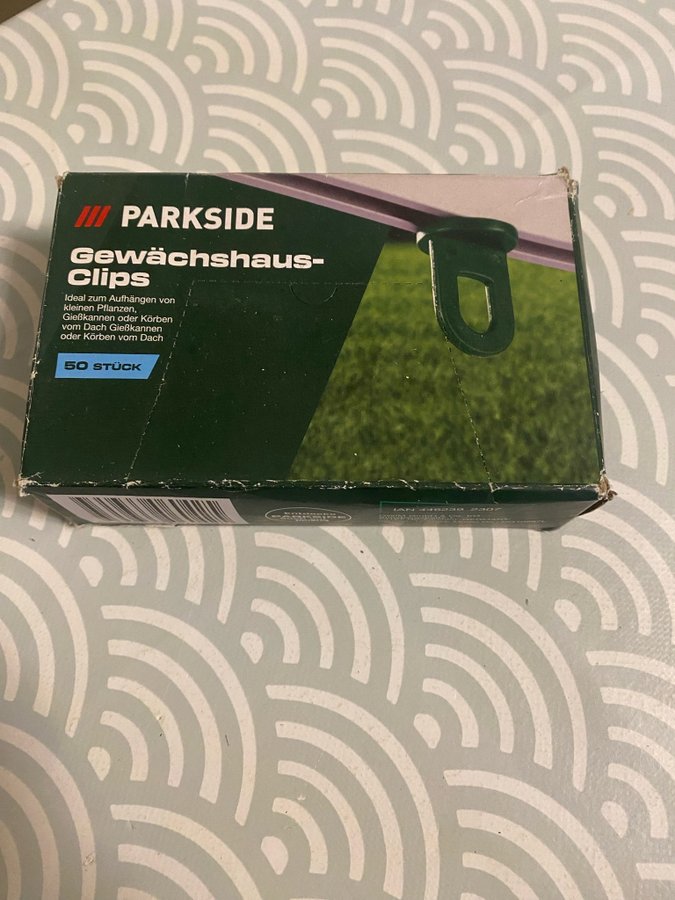 PARKSIDE
Gewächshaus-
Clips
Ideal zum Aufhängen von
kleinen Pflanzen,
Gießkannen oder Körben
vom Dach Gießkannen
oder Körben vom Dach
50 STÜCK
PARKSIDE